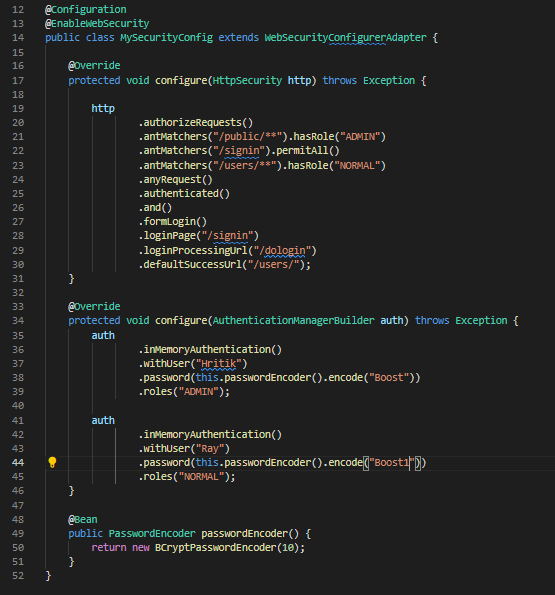 12 @Configuration
13 @EnableWebSecurity
14 public class MySecurityConfig extends WebSecurityConfigurerAdapter {
15
16     @Override
17     protected void configure(HttpSecurity http) throws Exception {
18
19         http
20                 .authorizeRequests()
21                 .antMatchers("/public/**").hasRole("ADMIN")
22                 .antMatchers("/signin").permitAll()
23                 .antMatchers("/users/**").hasRole("NORMAL")
24                 .anyRequest()
25                 .authenticated()
26                 .and()
27                 .formLogin()
28                 .loginPage("/signin")
29                 .loginProcessingUrl("/dologin")
30                 .defaultSuccessUrl("/users/");
31     }
32
33     @Override
34     protected void configure(AuthenticationManagerBuilder auth) throws Exception {
35         auth
36                 .inMemoryAuthentication()
37                 .withUser("Hritik")
38                 .password(this.passwordEncoder().encode("Boost"))
39                 .roles("ADMIN");
40
41         auth
42                 .inMemoryAuthentication()
43                 .withUser("Ray")
44                 .password(this.passwordEncoder().encode("Boost1"))
45                 .roles("NORMAL");
46     }
47
48     @Bean
49     public PasswordEncoder passwordEncoder() {
50         return new BCryptPasswordEncoder(10);
51     }
52 }